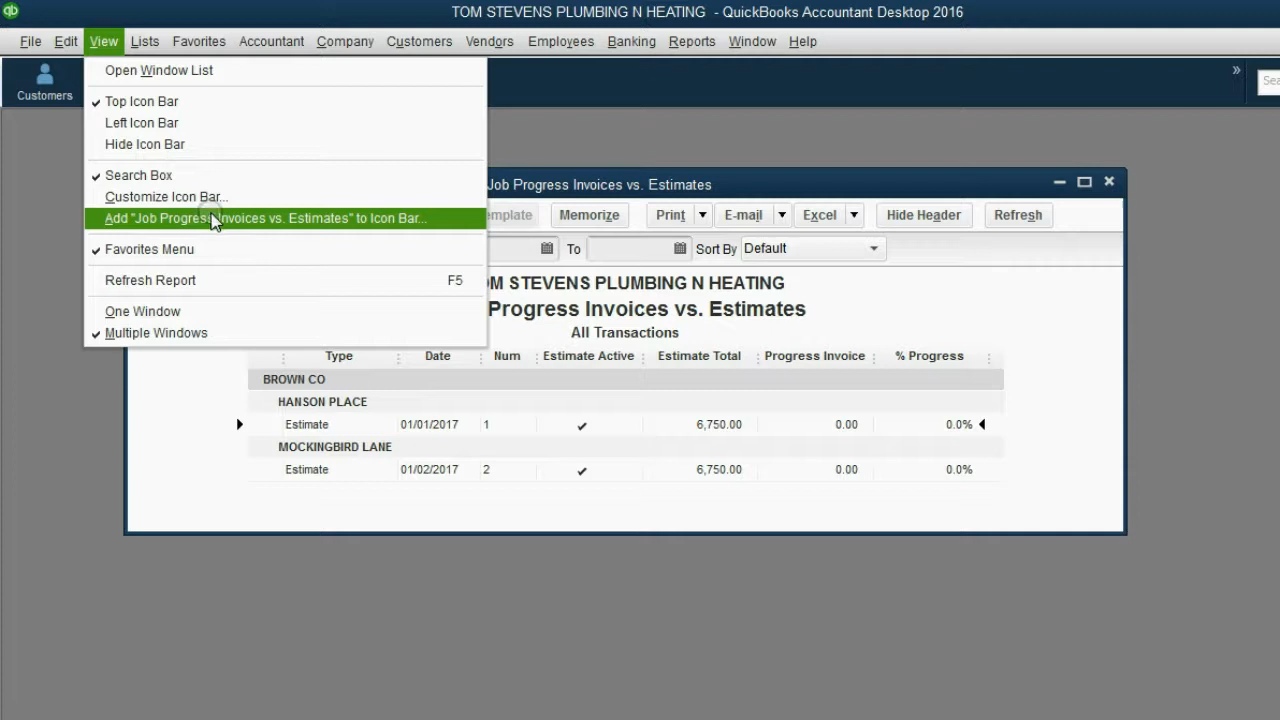 qb
TOM STEVENS PLUMBING N HEATING - QuickBooks Accountant Desktop 2016
File Edit View Lists Favorites Accountant Company Customers Vendors Employees Banking Reports Window Help
Customers
» Sea
Open Window List
Top Icon Bar
Left Icon Bar
Hide Icon Bar
Search Box
Customize Icon Bar...
Add "Job Progress Invoices vs. Estimates" to Icon Bar...
Favorites Menu
Refresh Report F5
One Window
Multiple Windows
Job Progress Invoices vs. Estimates
emplate Memorize Print E-mail Excel Hide Header Refresh
To Sort By Default
OM STEVENS PLUMBING N HEATING
Progress Invoices vs. Estimates
All Transactions
Type Date Num Estimate Active Estimate Total Progress Invoice % Progress
BROWN CO
HANSON PLACE
Estimate 01/01/2017 1 ✓ 6,750.00 0.00 0.0%
MOCKINGBIRD LANE
Estimate 01/02/2017 2 ✓ 6,750.00 0.00 0.0%